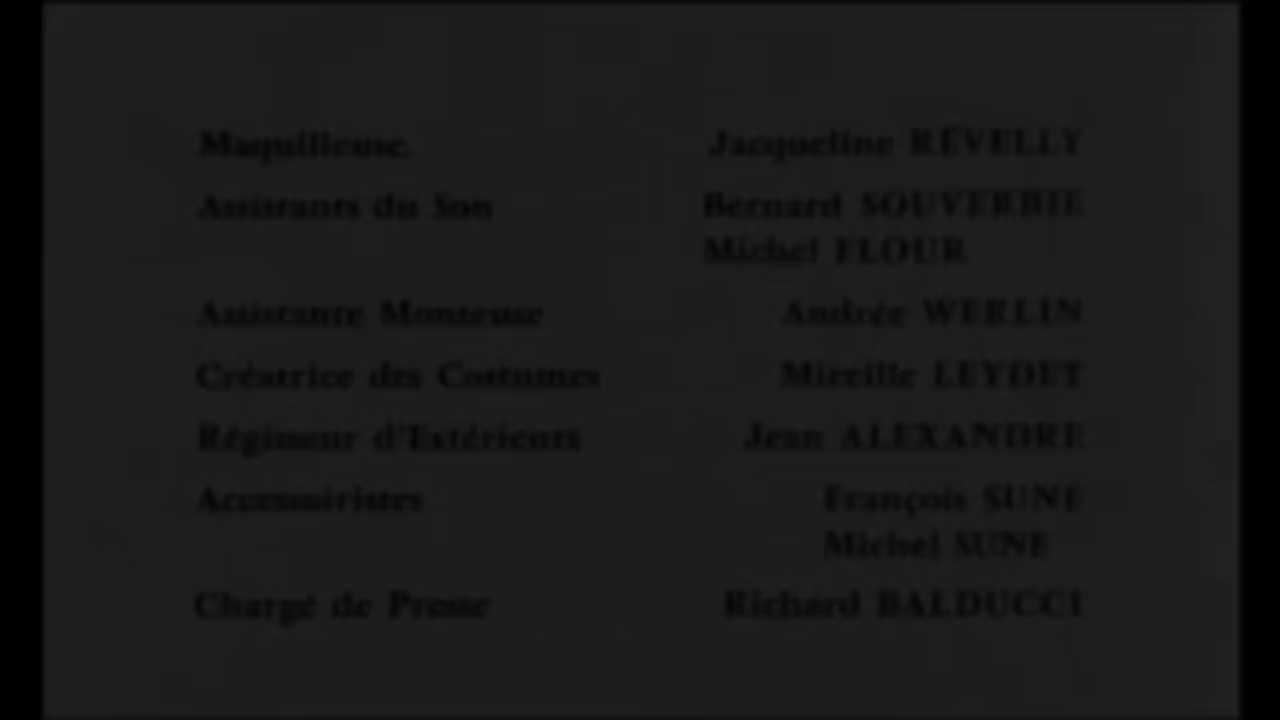 Maquilleuse. Jacqueline RÉVELLY
Assistants du Son Bernard SOUVERBIE
Michel FLOUR
Assistante Monteuse Andrée WERLIN
Créatrice des Costumes Mireille LEYDET
Régisseur d'Extérieurs Jean ALEXANDRE
Accessoiristes François SUNE
Michel SUNE
Chargé de Presse Richard BALDUCCI